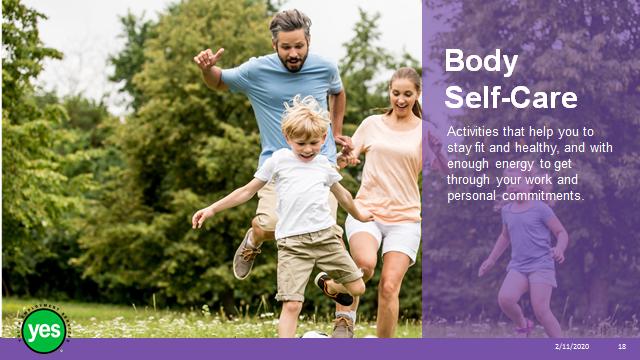 Body
Self-Care
Activities that help you to
stay fit and healthy, and with
enough energy to get
through your work and
personal commitments.
yes
2/11/2020
18